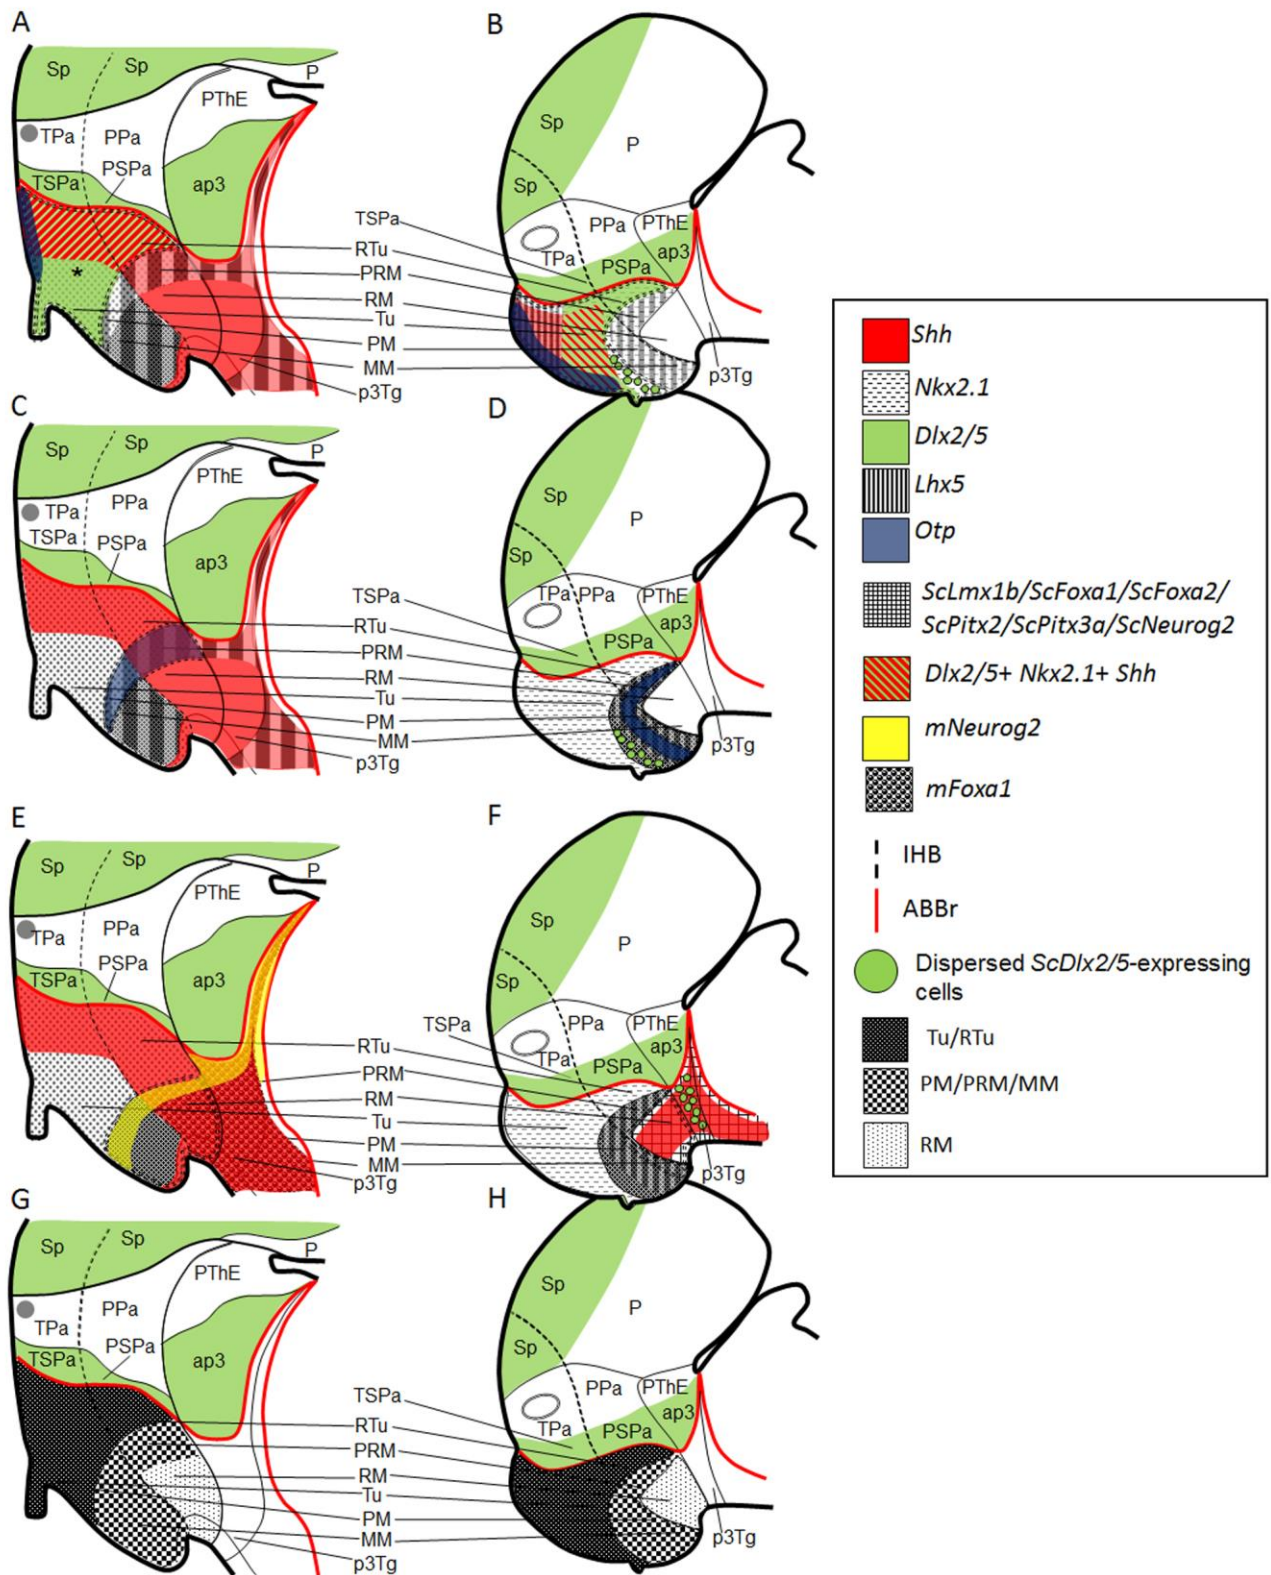 A
Sp
Sp
P
PThE
TPa
PPa
PSPa
TSPa
ap3
*
B
Sp
P
Sp
PPa
PThE
TPa
ap3
PSPa
p3Tg
TSPa
RTu
PRM
RM
Tu
PM
MM
p3Tg
C
Sp
Sp
P
PThE
TPa
PPa
TSPa
PSPa
ap3
D
Sp
P
Sp
TPa
PPa
PThE
ap3
PSPa
p3Tg
TSPa
RTu
PRM
RM
Tu
PM
MM
p3Tg
E
Sp
Sp
P
PThE
TPa
PPa
PSPa
TSPa
ap3
F
Sp
P
Sp
PPa
PThE
TPa
ap3
PSPa
p3Tg
TSPa
RTu
PRM
RM
Tu
PM
MM
p3Tg
G
Sp
Sp
P
PThE
TPa
PPa
PSPa
TSPa
ap3
H
Sp
P
Sp
PPa
PThE
TPa
ap3
PSPa
p3Tg
TSPa
RTu
PRM
RM
Tu
PM
MM
p3Tg
Shh
Nkx2.1
Dlx2/5
Lhx5
Otp
ScLmx1b/ScFoxa1/ScFoxa2/
ScPitx2/ScPitx3a/ScNeurog2
Dlx2/5+ Nkx2.1+ Shh
mNeurog2
mFoxa1
IHB
ABBr
Dispersed ScDlx2/5-expressing
cells
Tu/RTu
PM/PRM/MM
RM